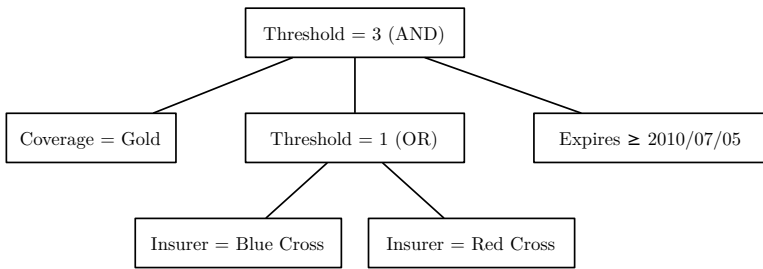 Threshold = 3 (AND)
Coverage = Gold
Threshold = 1 (OR)
Expires ≥ 2010/07/05
Insurer = Blue Cross
Insurer = Red Cross